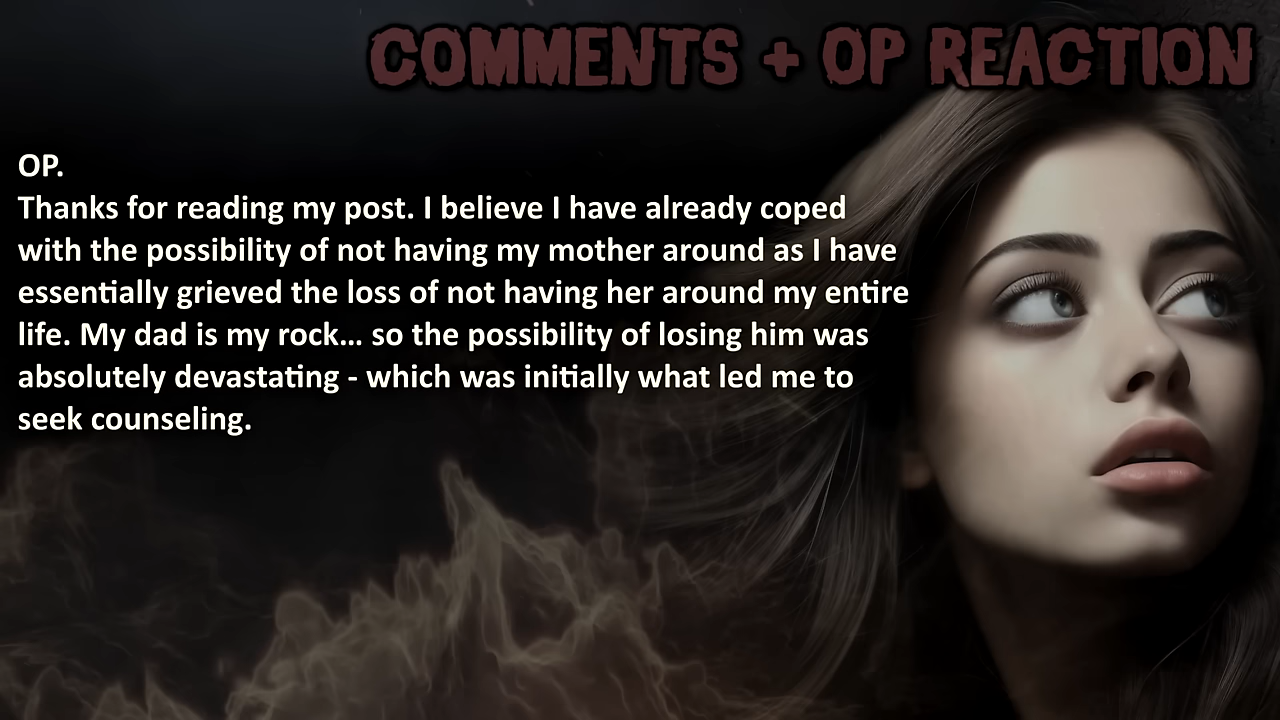 COMMENTS + OP REACTION
OP.
Thanks for reading my post. I believe I have already coped
with the possibility of not having my mother around as I have
essentially grieved the loss of not having her around my entire
life. My dad is my rock... so the possibility of losing him was
absolutely devastating - which was initially what led me to
seek counseling.